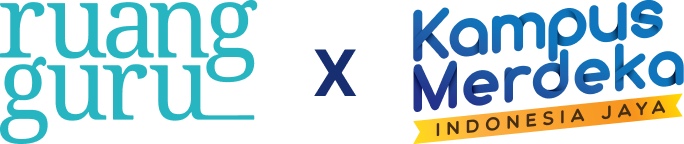 ruang
guru
x
Kampus
Merdeka
INDONESIA JAYA